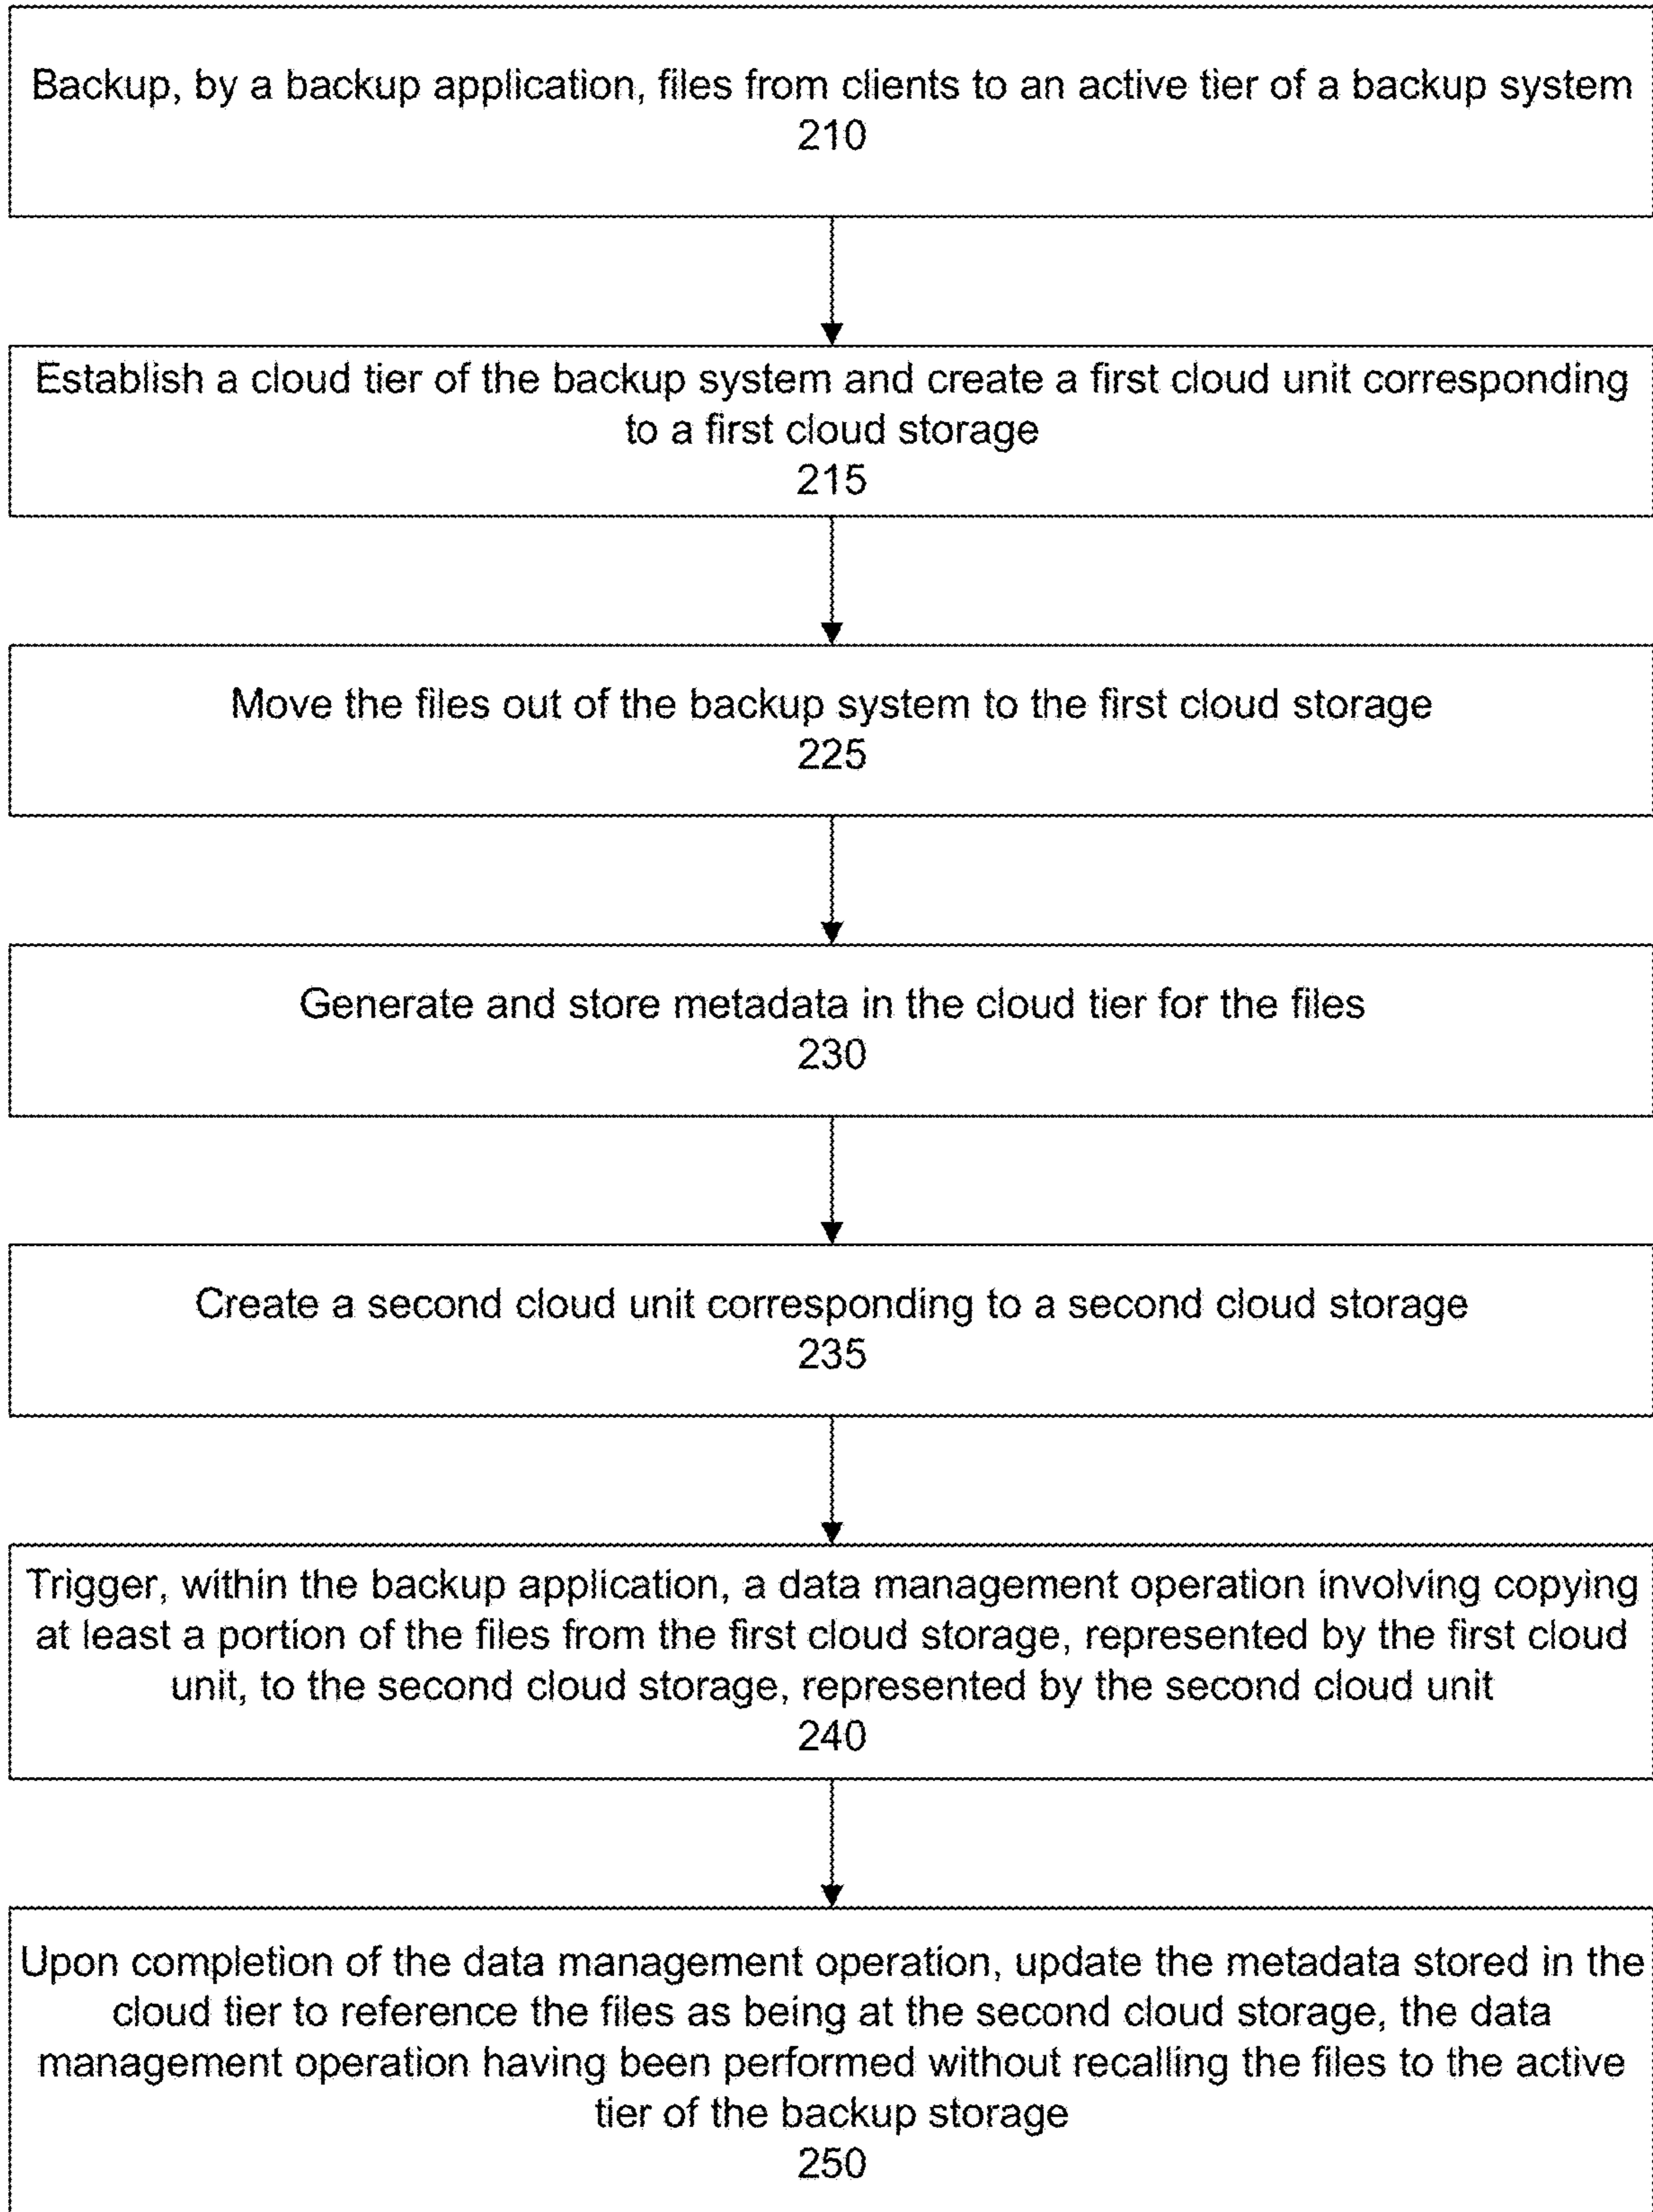 Backup, by a backup application, files from clients to an active tier of a backup system
210
Establish a cloud tier of the backup system and create a first cloud unit corresponding
to a first cloud storage
215
Move the files out of the backup system to the first cloud storage
225
Generate and store metadata in the cloud tier for the files
230
Create a second cloud unit corresponding to a second cloud storage
235
Trigger, within the backup application, a data management operation involving copying
at least a portion of the files from the first cloud storage, represented by the first cloud
unit, to the second cloud storage, represented by the second cloud unit
240
Upon completion of the data management operation, update the metadata stored in the
cloud tier to reference the files as being at the second cloud storage, the data
management operation having been performed without recalling the files to the active
tier of the backup storage
250